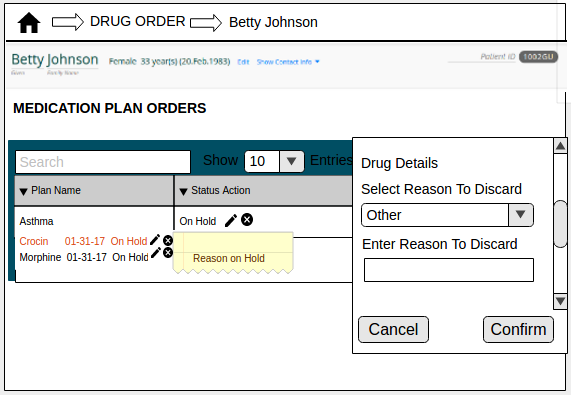 DRUG ORDER Betty Johnson
Betty Johnson Female 33 year(s) (20.Feb.1983) Edit Show Contact Info Patient ID 1002GU
Given Family Name
MEDICATION PLAN ORDERS
Search Show 10 Entries
Plan Name Status Action
Asthma On Hold
Crocin 01-31-17 On Hold
Morphine 01-31-17 On Hold
Reason on Hold
Drug Details
Select Reason To Discard
Other
Enter Reason To Discard
Cancel Confirm